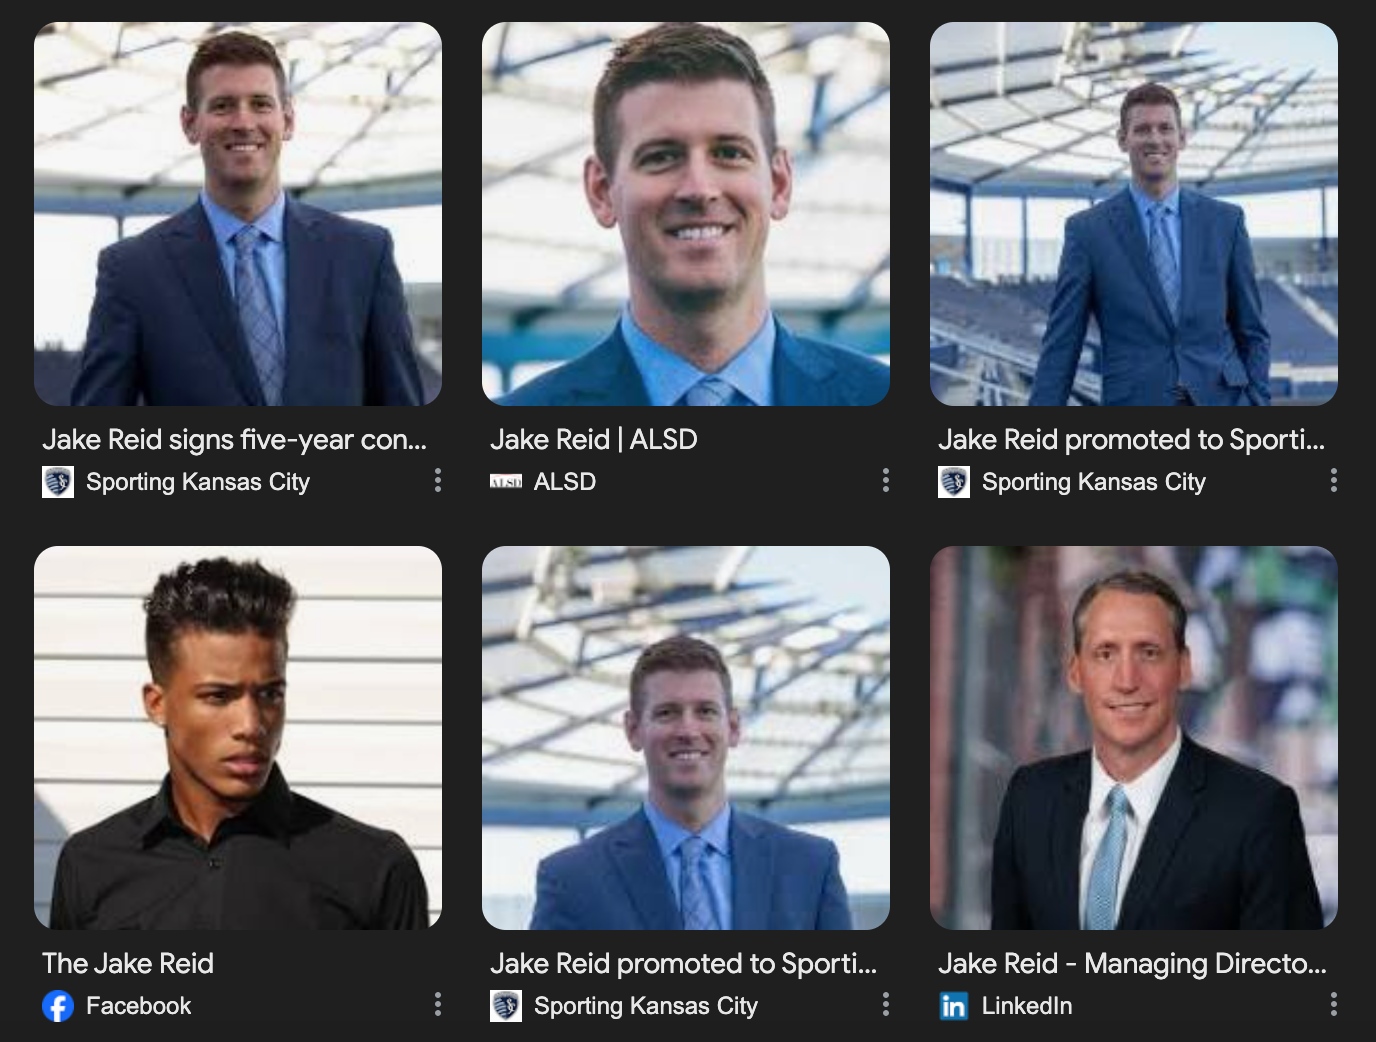 Jake Reid signs five-year con...
Sporting Kansas City
Jake Reid | ALSD
ALSD
ALSD
Jake Reid promoted to Sporti...
Sporting Kansas City
The Jake Reid
Facebook
Jake Reid promoted to Sporti...
Sporting Kansas City
Jake Reid - Managing Directo...
in
LinkedIn